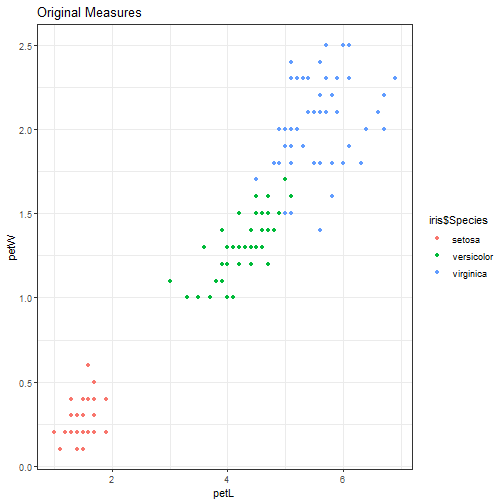 Original Measures
2.5
2.0
1.5
1.0
0.5
0.0
petW
2
4
6
petL
iris$Species
setosa
versicolor
virginica